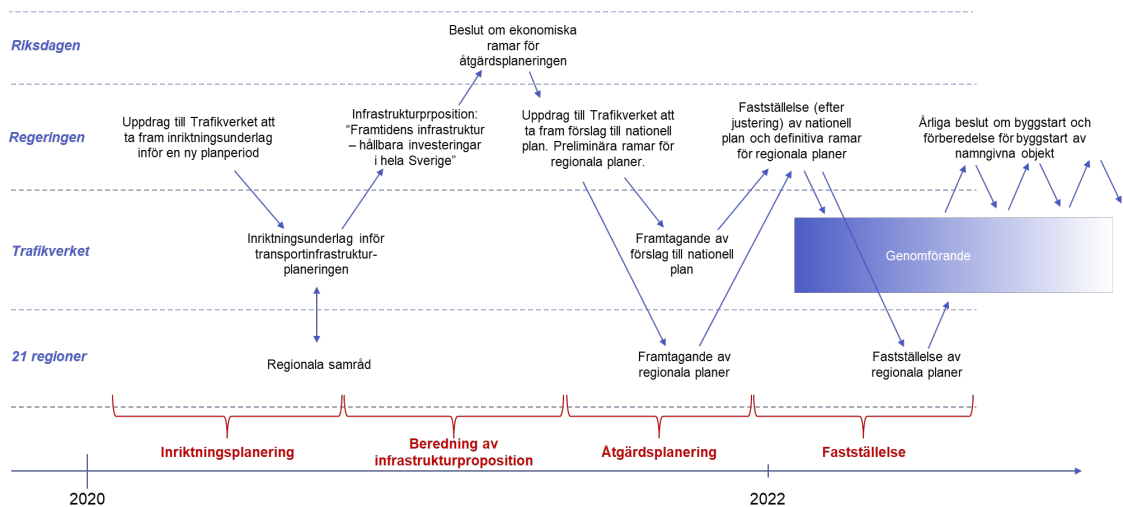 Riksdagen
Beslut om ekonomiska
ramar för
åtgärdsplaneringen
Regeringen
Uppdrag till Trafikverket att
ta fram inriktningsunderlag
inför en ny planperiod
Infrastrukturprposition:
“Framtidens infrastruktur
– hållbara investeringar
i hela Sverige”
Uppdrag till Trafikverket att
ta fram förslag till nationell
plan. Preliminära ramar för
regionala planer.
Fastställelse (efter
justering) av nationell
plan och definitiva ramar
för regionala planer
Årliga beslut om byggstart och
förberedelse för byggstart av
namngivna objekt
Trafikverket
Inriktningsunderlag inför
transportinfrastruktur-
planeringen
Framtagande av
förslag till nationell
plan
Genomförande
21 regioner
Regionala samråd
Framtagande av
regionala planer
Fastställelse av
regionala planer
Inriktningsplanering
Beredning av
infrastrukturproposition
Åtgärdsplanering
Fastställelse
2020
2022